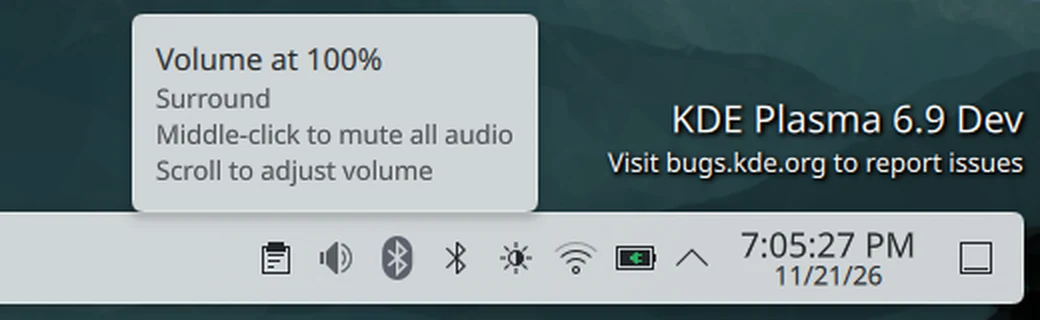 Volume at 100%
Surround
Middle-click to mute all audio
Scroll to adjust volume
KDE Plasma 6.9 Dev
Visit bugs.kde.org to report issues
7:05:27 PM
11/21/26